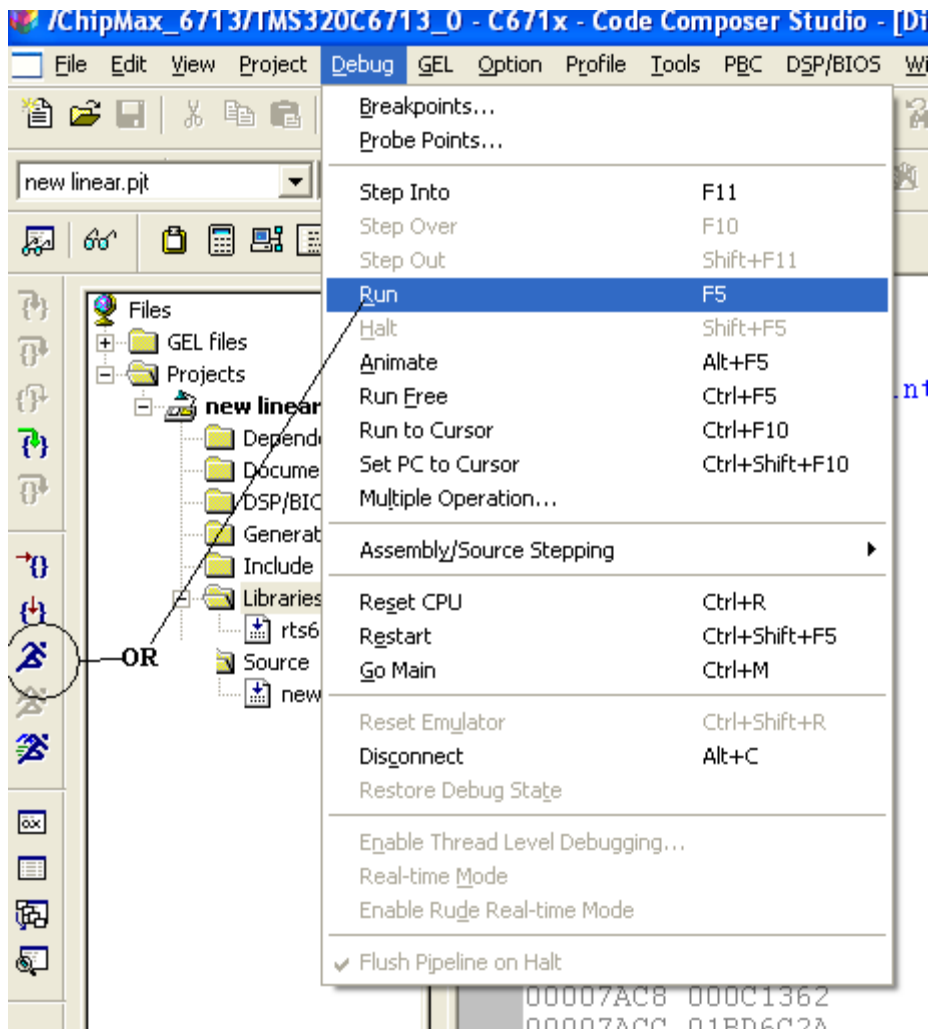 /ChipMax_6713/TMS320C6713_0 - C671x - Code Composer Studio - [Di
File Edit View Project Debug GEL Option Profile Tools PBC DSP/BIOS Wi
new linear.pjt
Breakpoints...
Probe Points...
Step Into F11
Step Over F10
Step Out Shift+F11
Run F5
Halt Shift+F5
Animate Alt+F5
Run Free Ctrl+F5
Run to Cursor Ctrl+F10
Set PC to Cursor Ctrl+Shift+F10
Multiple Operation...
Assembly/Source Stepping
Reset CPU Ctrl+R
Restart Ctrl+Shift+F5
Go Main Ctrl+M
Reset Emulator Ctrl+Shift+R
Disconnect Alt+C
Restore Debug State
Enable Thread Level Debugging...
Real-time Mode
Enable Rude Real-time Mode
Flush Pipeline on Halt
Files
GEL files
Projects
new linear
Depende
Docume
DSP/BIO
Generat
Include
Libraries
rts6
Source
new
OR
nt
00007AC8 000C1362
00007ACC 01BD6C2A